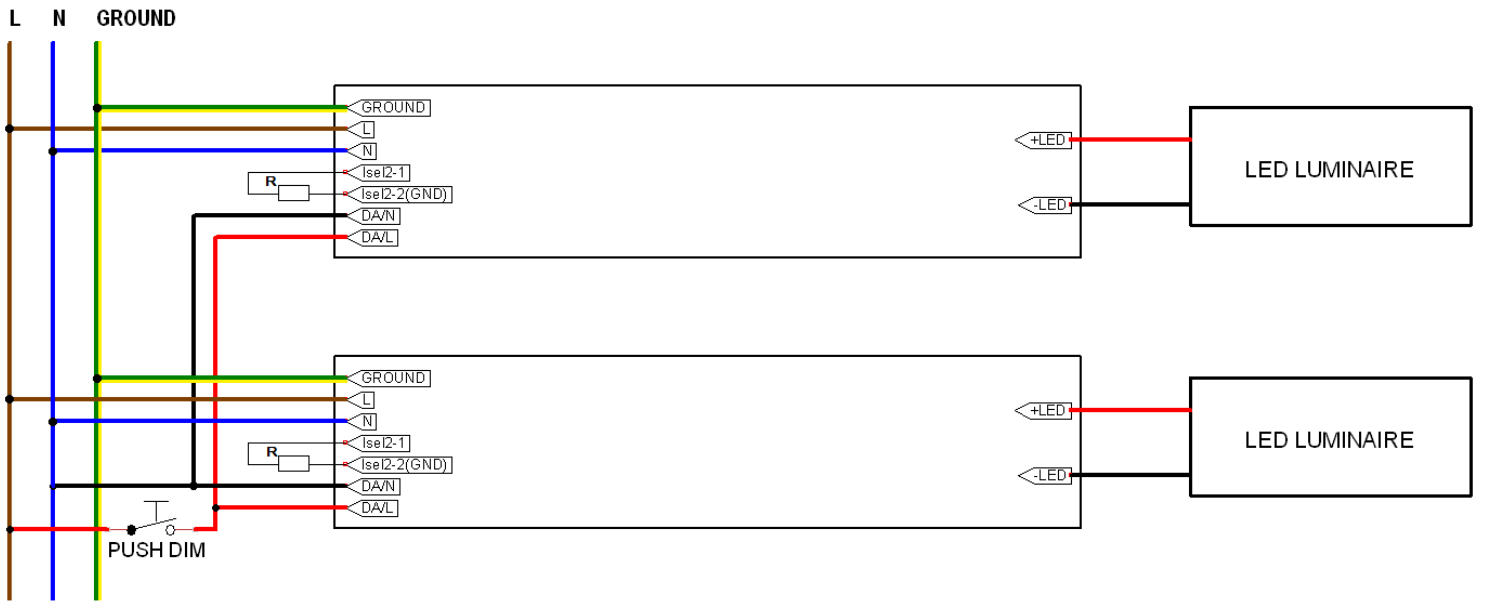 L N GROUND
GROUND
L
+LED
N
LED LUMINAIRE
Isel2-1
R
Isel2-2(GND)
-LED
DA/N
DA/L
GROUND
L
+LED
N
LED LUMINAIRE
Isel2-1
R
Isel2-2(GND)
-LED
DA/N
DA/L
PUSH DIM